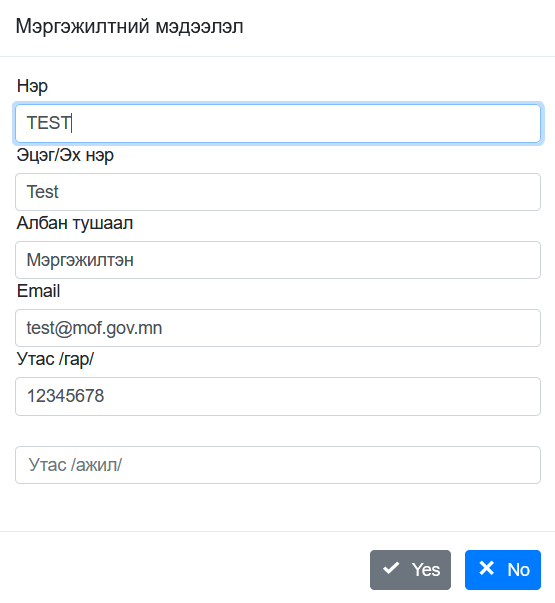 Мэргэжилтний мэдээлэл
Нэр
TEST
Эцэг/Эх нэр
Test
Албан тушаал
Мэргэжилтэн
Email
test@mof.gov.mn
Утас /гар/
12345678
Утас /ажил/
Yes No